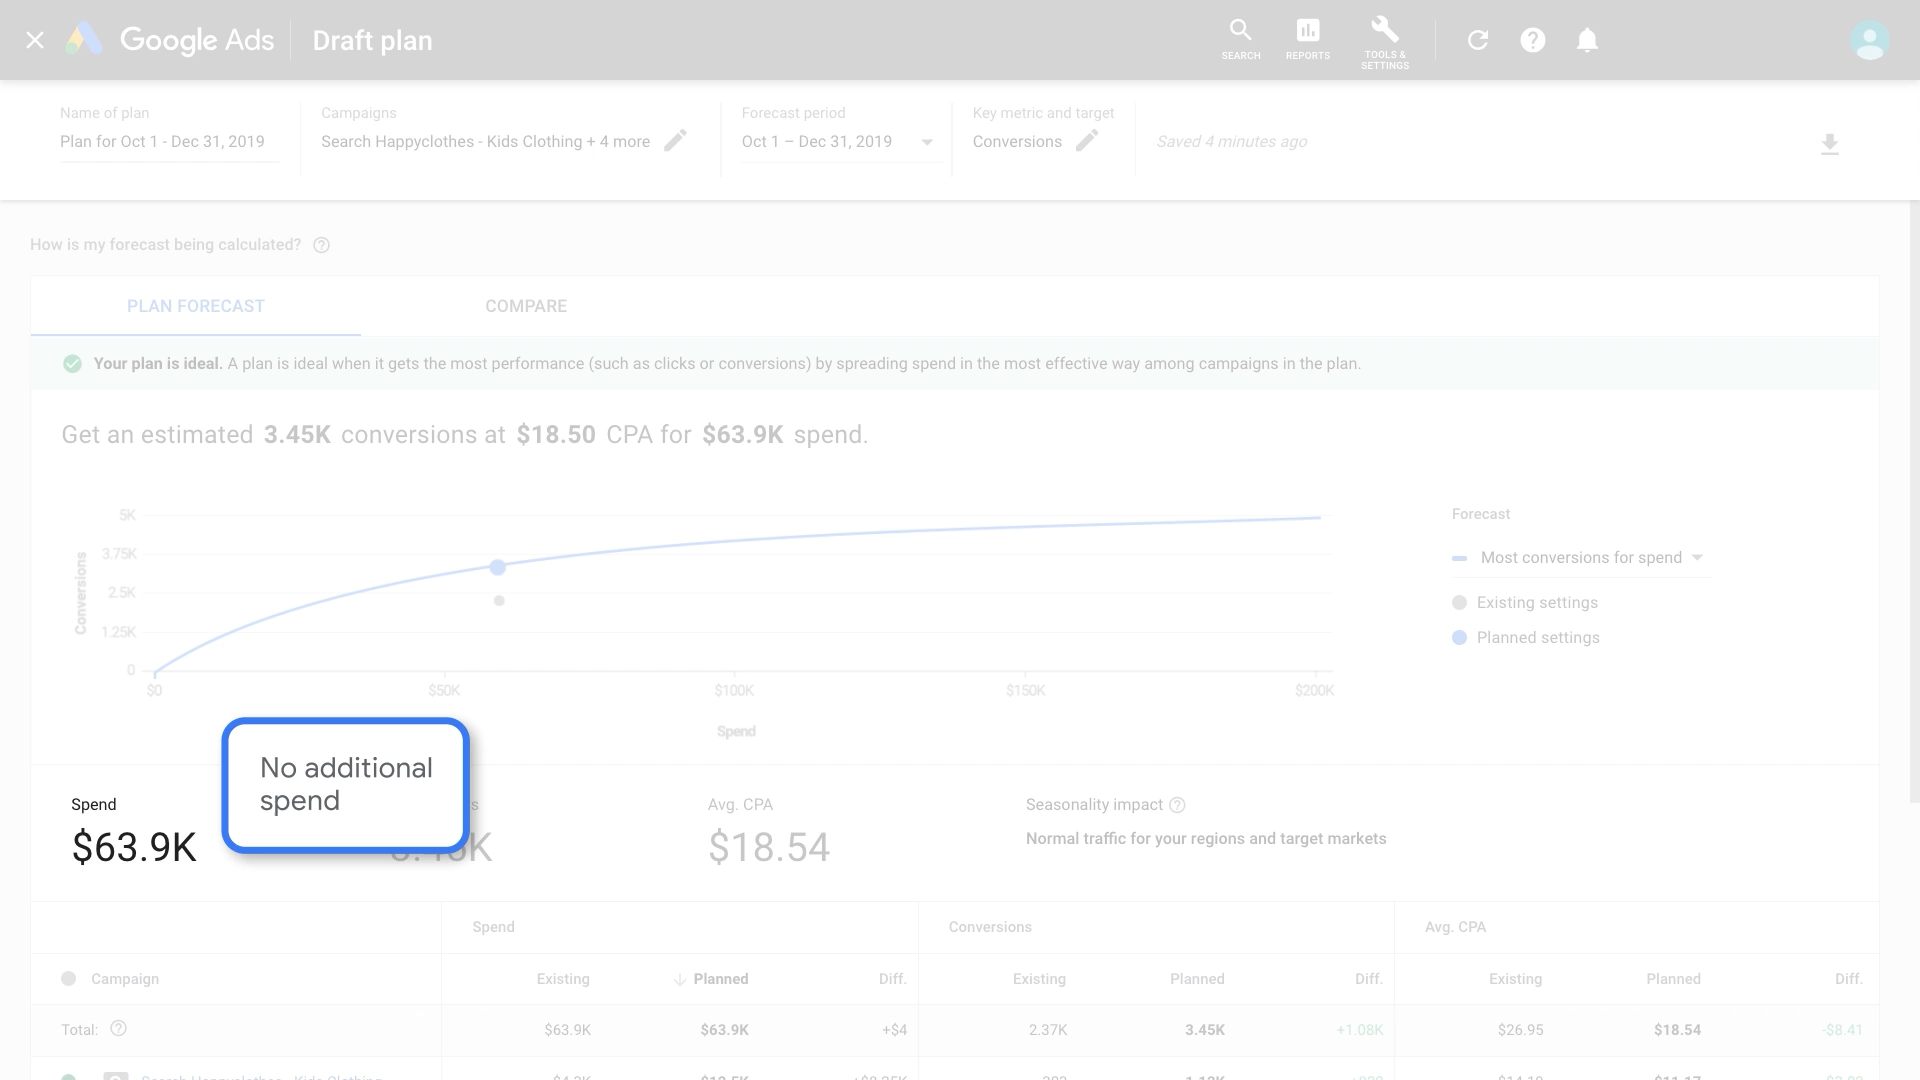 Google Ads
Draft plan
SEARCH
REPORTS
TOOLS &
SETTINGS
Name of plan
Plan for Oct 1 - Dec 31, 2019
Campaigns
Search Happyclothes - Kids Clothing + 4 more
Forecast period
Oct 1 – Dec 31, 2019
Key metric and target
Conversions
Saved 4 minutes ago
How is my forecast being calculated?
PLAN FORECAST
COMPARE
Your plan is ideal. A plan is ideal when it gets the most performance (such as clicks or conversions) by spreading spend in the most effective way among campaigns in the plan.
Get an estimated 3.45K conversions at $18.50 CPA for $63.9K spend.
Conversions
5K
3.75K
2.5K
1.25K
0
$0
$50K
$100K
$150K
$200K
Spend
Forecast
Most conversions for spend
Existing settings
Planned settings
No additional
spend
Spend
$63.9K
Avg. CPA
$18.54
Seasonality impact
Normal traffic for your regions and target markets
Spend
Conversions
Avg. CPA
Campaign
Existing
Planned
Diff.
Existing
Planned
Diff.
Existing
Planned
Diff.
Total:
$63.9K
$63.9K
+$4
2.37K
3.45K
+1.08K
$26.95
$18.54
-$8.41
Search Happyclothes - Kids Clothing